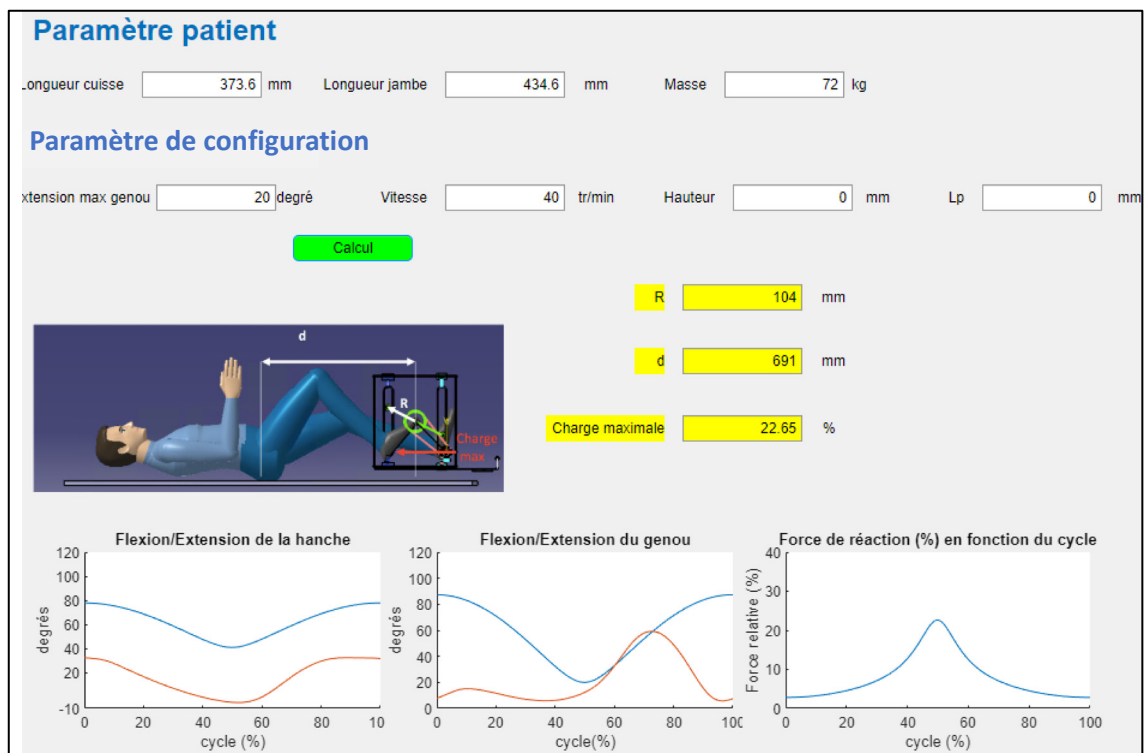 Paramètre patient
Longueur cuisse 373.6 mm Longueur jambe 434.6 mm Masse 72 kg
Paramètre de configuration
xtension max genou 20 degré Vitesse 40 tr/min Hauteur 0 mm Lp 0 mm
Calcul
R 104 mm
d 691 mm
Charge maximale 22.65 %
d
R
Charge
max
Flexion/Extension de la hanche
120
100
80
60
40
20
-10
degrés
0 20 40 60 80 10
cycle (%)
Flexion/Extension du genou
120
100
80
60
40
20
0
degrés
0 20 40 60 80 100
cycle(%)
Force de réaction (%) en fonction du cycle
40
30
20
10
0
Force relative (%)
0 20 40 60 80 100
cycle (%)